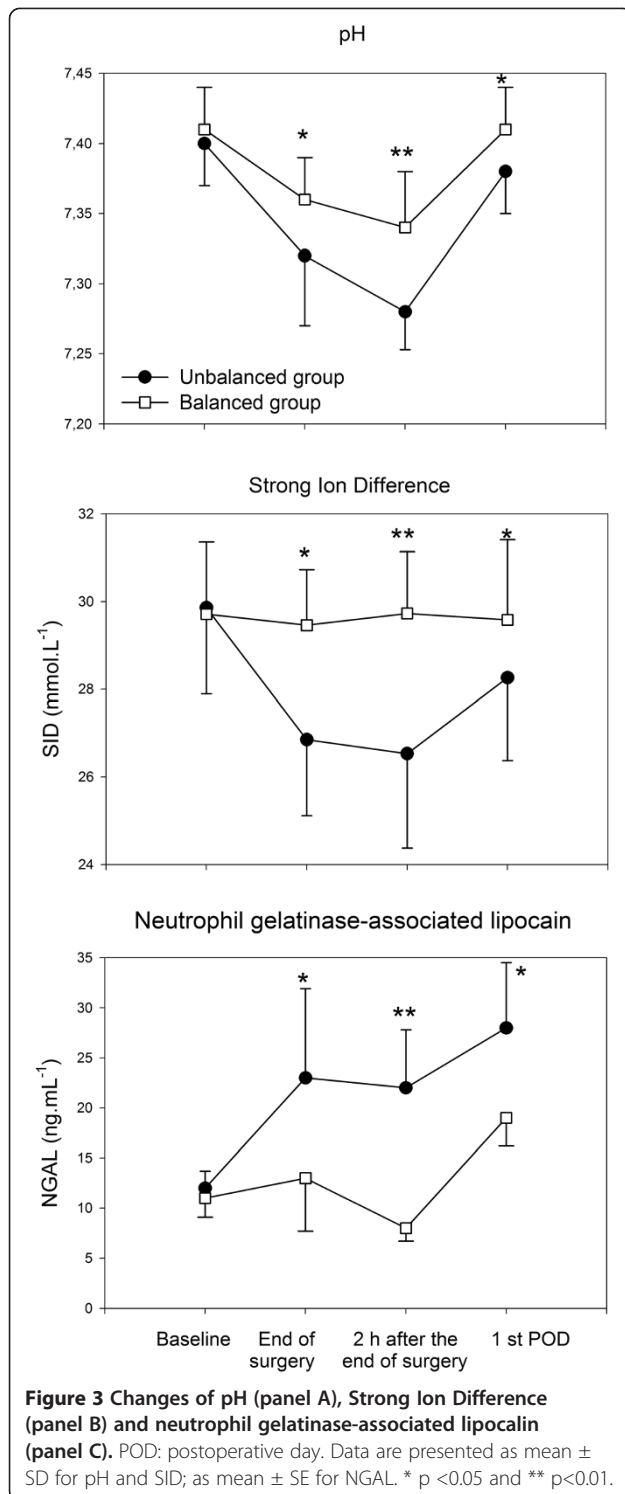 pH
7,45
7,40
7,35
7,30
7,25
7,20
*
**
*
Unbalanced group
Balanced group
Strong Ion Difference
SID (mmol.L⁻¹)
32
30
28
26
24
*
**
*
Neutrophil gelatinase-associated lipocain
NGAL (ng.mL⁻¹)
35
30
25
20
15
10
5
0
*
**
*
Baseline
End of
surgery
2 h after the
end of surgery
1 st POD
Figure 3 Changes of pH (panel A), Strong Ion Difference
(panel B) and neutrophil gelatinase-associated lipocalin
(panel C). POD: postoperative day. Data are presented as mean ±
SD for pH and SID; as mean ± SE for NGAL. * p <0.05 and ** p<0.01.